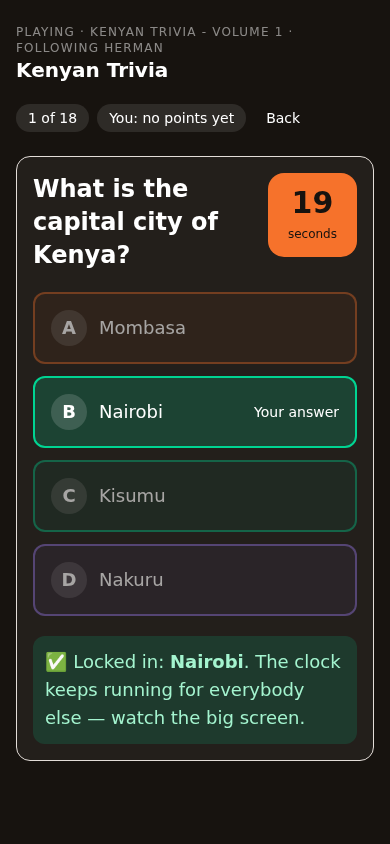 PLAYING · KENYAN TRIVIA - VOLUME 1 ·
FOLLOWING HERMAN
Kenyan Trivia
1 of 18
You: no points yet
Back
What is the
capital city of
Kenya?
19
seconds
A
Mombasa
B
Nairobi
Your answer
C
Kisumu
D
Nakuru
✅ Locked in: Nairobi. The clock
keeps running for everybody
else — watch the big screen.